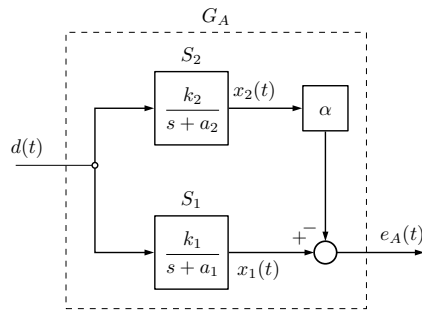 G_A
S_2
k_2
s + a_2
x_2(t)
α
d(t)
S_1
k_1
s + a_1
x_1(t)
+
−
e_A(t)